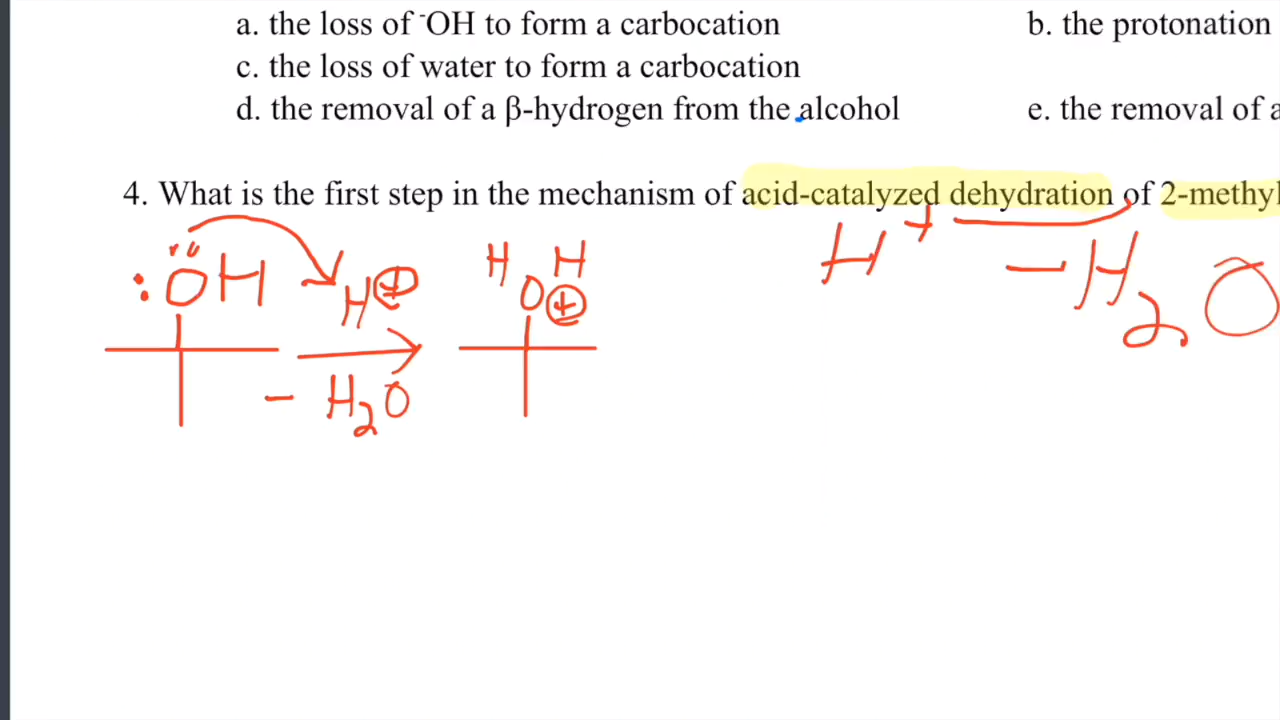 a. the loss of ⁻OH to form a carbocation b. the protonation
c. the loss of water to form a carbocation
d. the removal of a β-hydrogen from the alcohol e. the removal of a
4. What is the first step in the mechanism of acid-catalyzed dehydration of 2-methyl
:ÖH H⊕ H H O⊕ H⁺ - H₂O
- H₂O